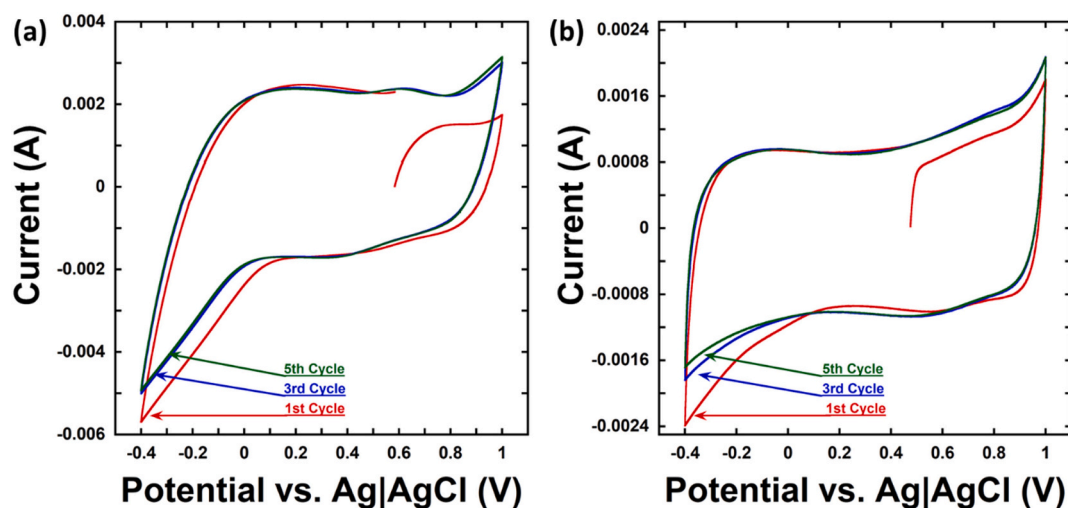 (a)
Current (A)
0.004
0.002
0
-0.002
-0.004
-0.006
5th Cycle
3rd Cycle
1st Cycle
-0.4 -0.2 0 0.2 0.4 0.6 0.8 1
Potential vs. Ag|AgCl (V)
(b)
Current (A)
0.0024
0.0016
0.0008
0
-0.0008
-0.0016
-0.0024
5th Cycle
3rd Cycle
1st Cycle
-0.4 -0.2 0 0.2 0.4 0.6 0.8 1
Potential vs. Ag|AgCl (V)